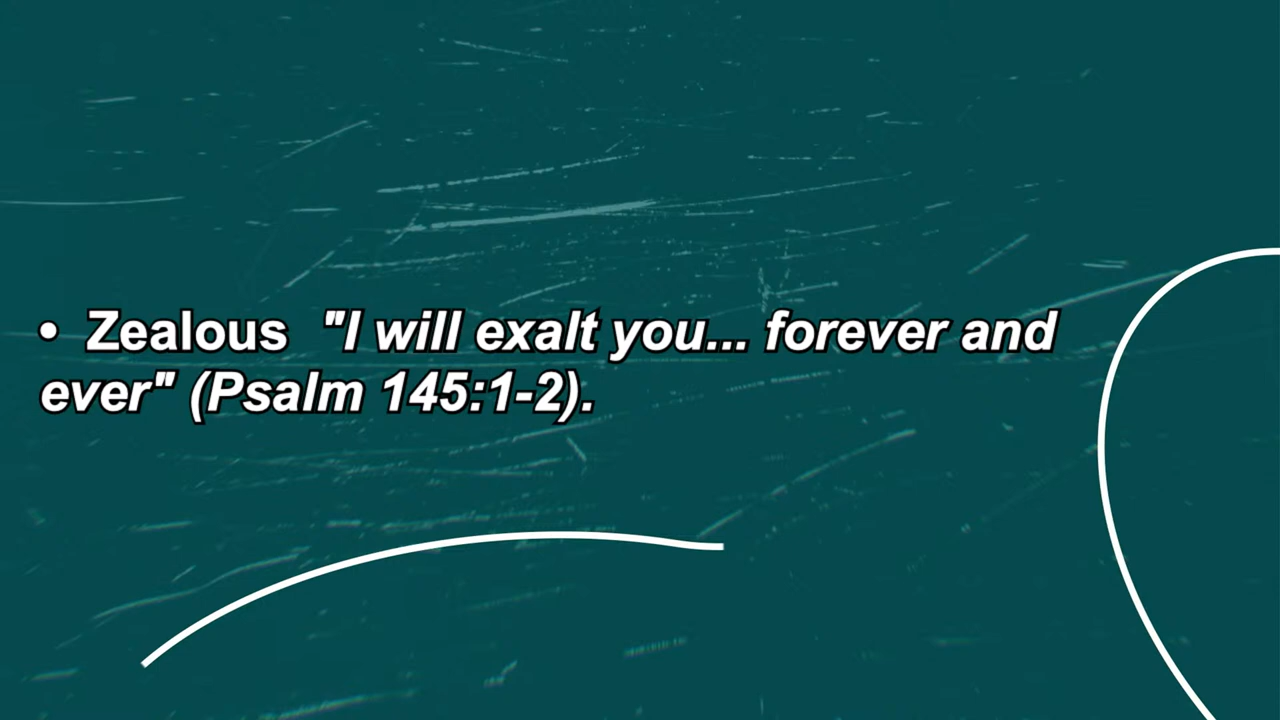 • Zealous "I will exalt you... forever and
ever" (Psalm 145:1-2).